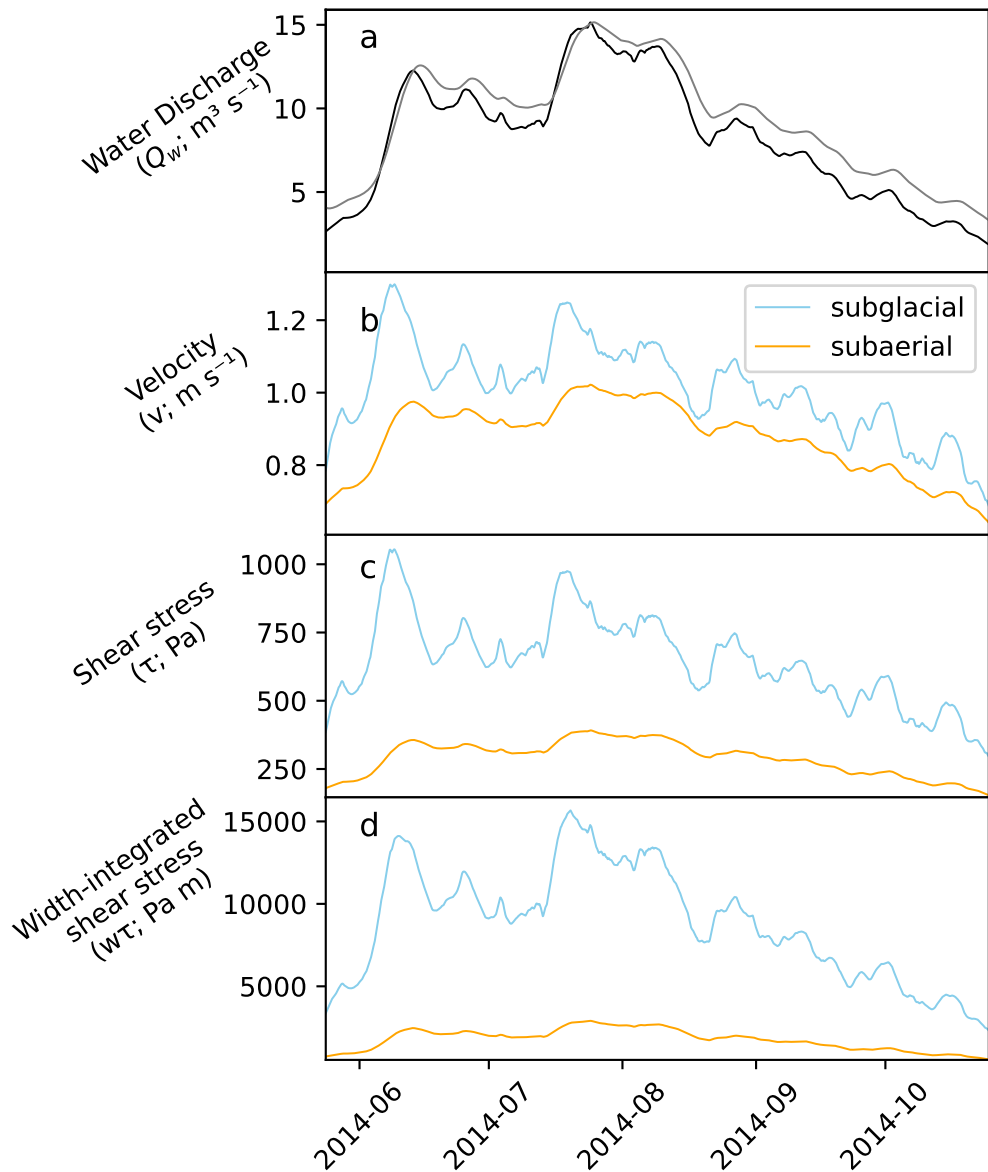 a
15
10
5
Water Discharge
(Q_w; m³ s⁻¹)
b
1.2
1.0
0.8
Velocity
(v; m s⁻¹)
subglacial
subaerial
c
1000
750
500
250
Shear stress
(τ; Pa)
d
15000
10000
5000
Width-integrated
shear stress
(wτ; Pa m)
2014-06
2014-07
2014-08
2014-09
2014-10